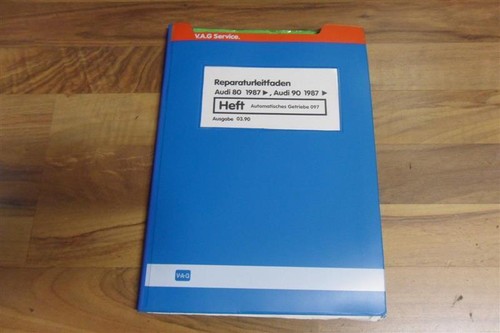 V.A.G Service.
Reparaturleitfaden
Audi 80 1987 ► , Audi 90 1987 ►
Heft Automatisches Getriebe 097
Ausgabe 03.90
V.A.G